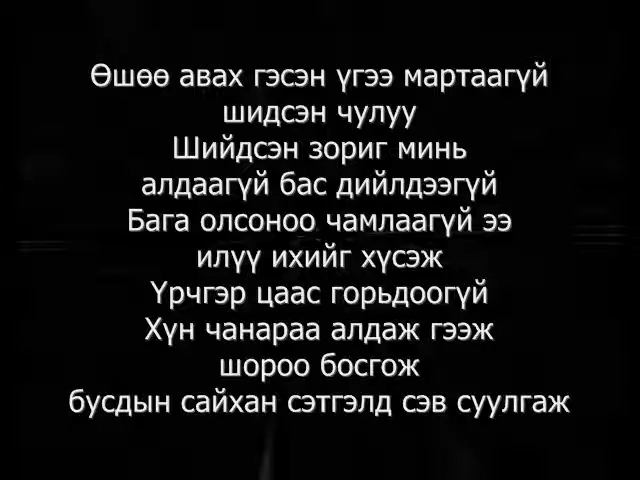 Өшөө авах гэсэн үгээ мартаагүй
шидсэн чулуу
Шийдсэн зориг минь
алдаагүй бас дийлдээгүй
Бага олсоноо чамлаагүй ээ
илүү ихийг хүсэж
Үрчгэр цаас горьдоогүй
Хүн чанараа алдаж гээж
шороо босгож
бусдын сайхан сэтгэлд сэв суулгаж